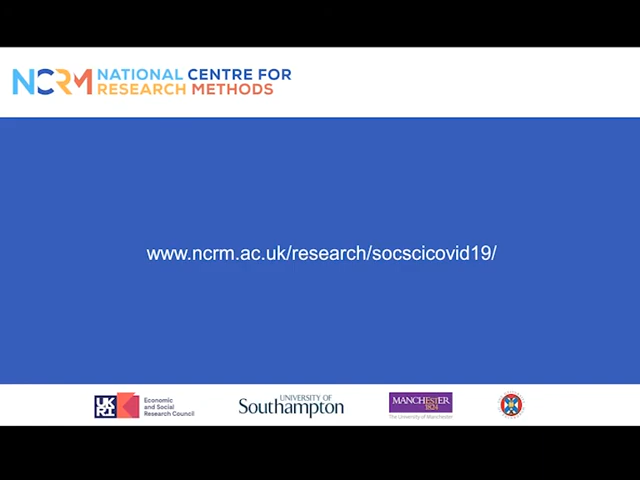 NCRM NATIONAL CENTRE FOR
RESEARCH METHODS
www.ncrm.ac.uk/research/socscicovid19/
UKRI Economic
and Social
Research Council
UNIVERSITY OF
Southampton
MANCHESTER
1824
The University of Manchester